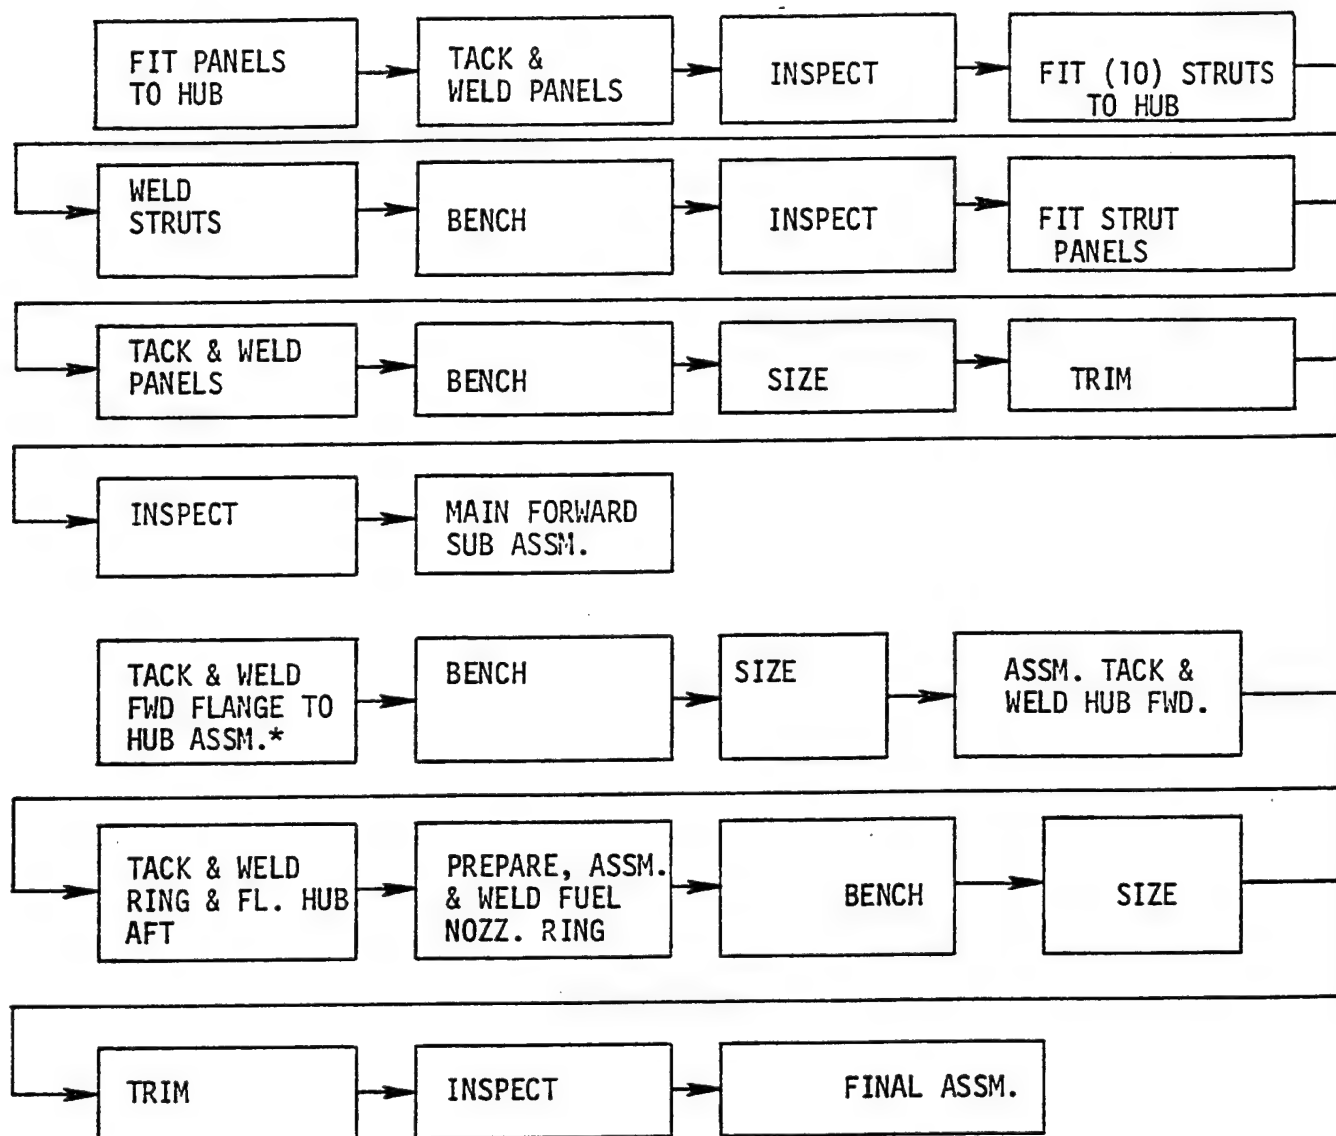 FIT PANELS
TO HUB
TACK &
WELD PANELS
INSPECT
FIT (10) STRUTS
TO HUB
WELD
STRUTS
BENCH
INSPECT
FIT STRUT
PANELS
TACK & WELD
PANELS
BENCH
SIZE
TRIM
INSPECT
MAIN FORWARD
SUB ASSM.
TACK & WELD
FWD FLANGE TO
HUB ASSM.*
BENCH
SIZE
ASSM. TACK &
WELD HUB FWD.
TACK & WELD
RING & FL. HUB
AFT
PREPARE, ASSM.
& WELD FUEL
NOZZ. RING
BENCH
SIZE
TRIM
INSPECT
FINAL ASSM.